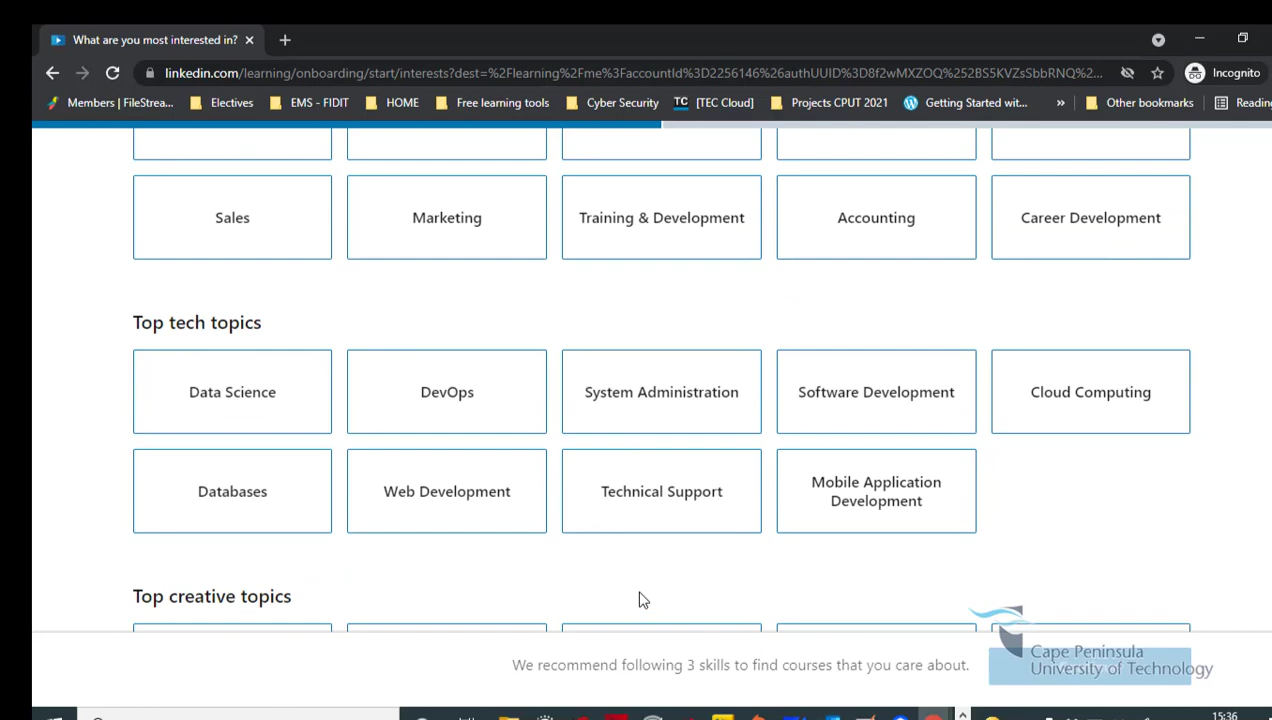 What are you most interested in?
linkedin.com/learning/onboarding/start/interests?dest=%2Flearning%2Fme%3FaccountId%3D2256146%26authUUID%3D8f2wMXZOQ%252BS5KVZsSbbRNQ%2...
Incognito
Members | FileStrea... Electives EMS - FIDIT HOME Free learning tools Cyber Security TC [TEC Cloud] Projects CPUT 2021 Getting Started wit... » Other bookmarks Reading
Sales Marketing Training & Development Accounting Career Development
Top tech topics
Data Science DevOps System Administration Software Development Cloud Computing
Databases Web Development Technical Support Mobile Application
Development
Top creative topics
We recommend following 3 skills to find courses that you care about.
Cape Peninsula
University of Technology
15:36